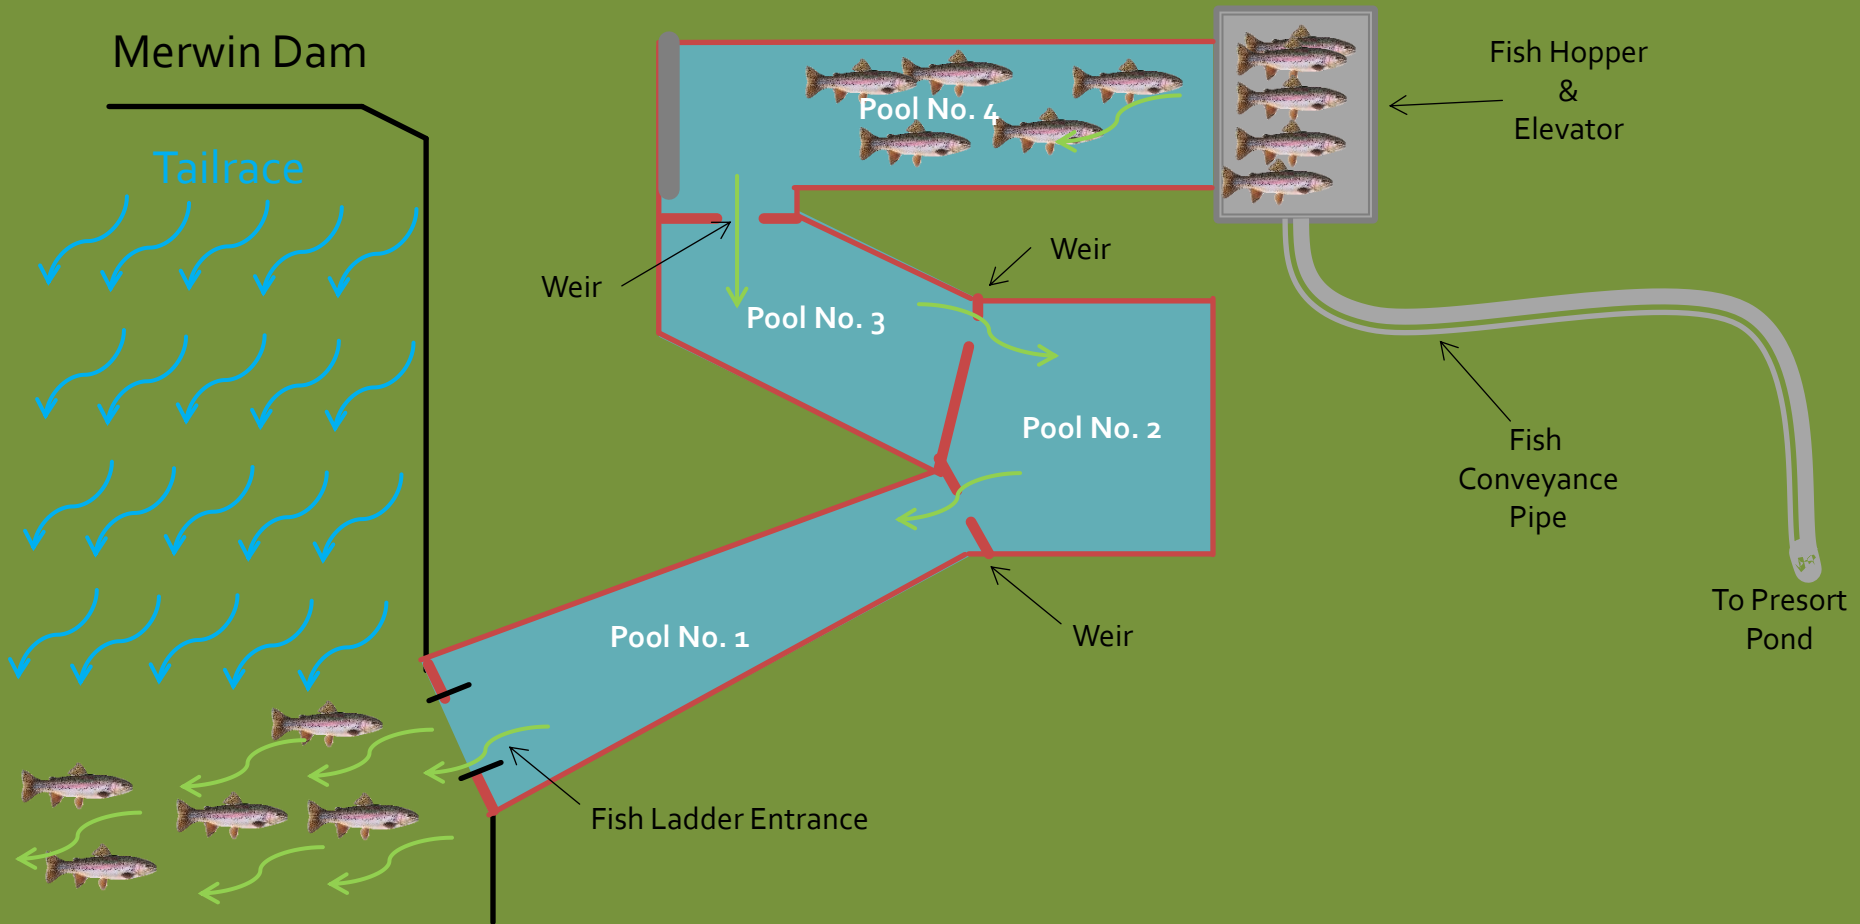 Merwin Dam
Tailrace
Pool No. 4
Fish Hopper
&
Elevator
Weir
Weir
Pool No. 3
Pool No. 2
Fish
Conveyance
Pipe
To Presort
Pond
Pool No. 1
Weir
Fish Ladder Entrance